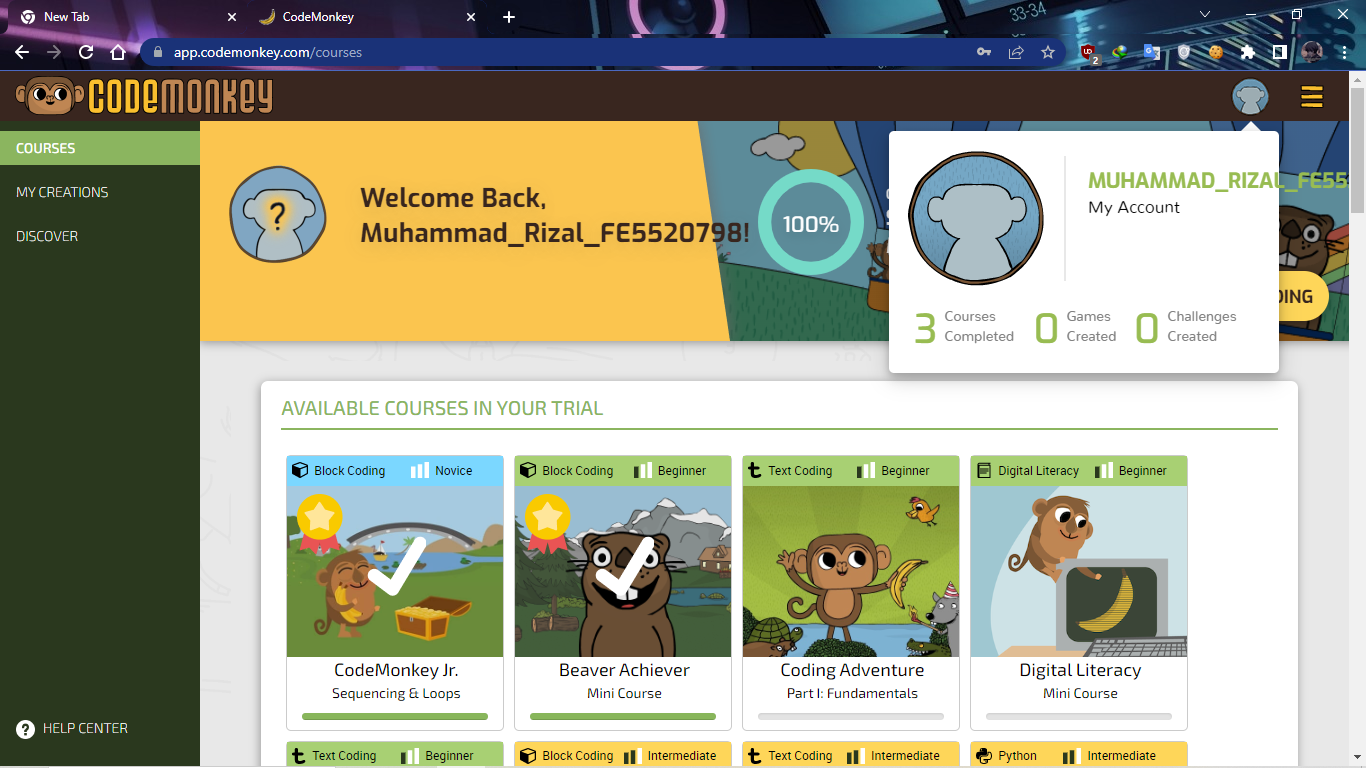 New Tab
CodeMonkey
33-34
app.codemonkey.com/courses
2
CODEMONKEY
COURSES
MY CREATIONS
DISCOVER
HELP CENTER
?
Welcome Back,
Muhammad_Rizal_FE5520798!
100%
MUHAMMAD_RIZAL_FE55
My Account
3 Courses Completed
0 Games Created
0 Challenges Created
DING
AVAILABLE COURSES IN YOUR TRIAL
Block Coding Novice
CodeMonkey Jr.
Sequencing & Loops
Block Coding Beginner
Beaver Achiever
Mini Course
Text Coding Beginner
Coding Adventure
Part I: Fundamentals
Digital Literacy Beginner
Digital Literacy
Mini Course
Text Coding Beginner
Block Coding Intermediate
Text Coding Intermediate
Python Intermediate